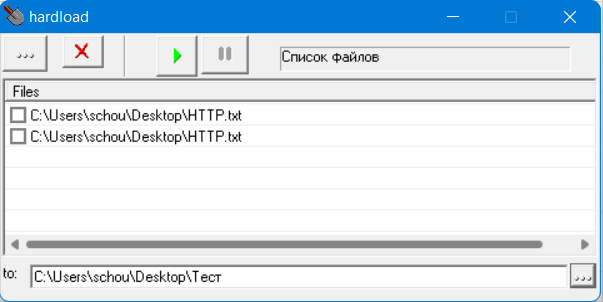 hardload
...
Список файлов
Files
C:\Users\schou\Desktop\HTTP.txt
C:\Users\schou\Desktop\HTTP.txt
to: C:\Users\schou\Desktop\Тест ...